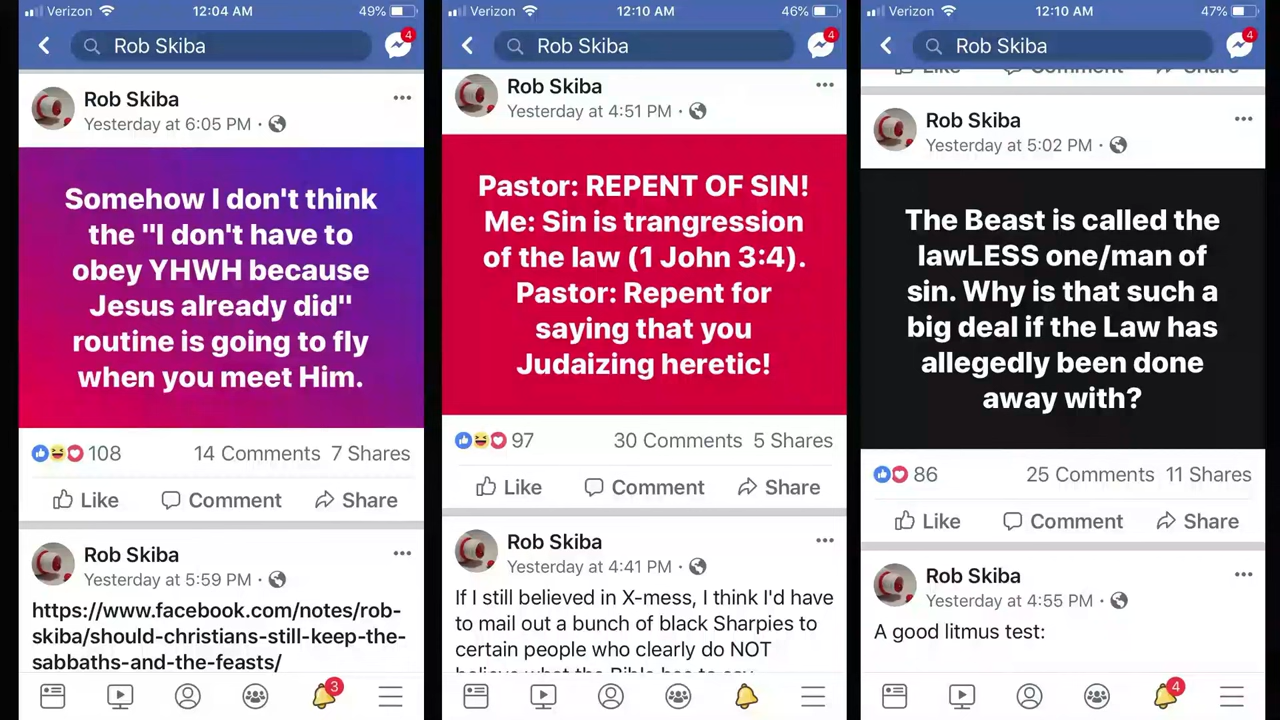 Verizon 12:04 AM 49%
Rob Skiba 4
Rob Skiba
Yesterday at 6:05 PM ·
Somehow I don't think
the "I don't have to
obey YHWH because
Jesus already did"
routine is going to fly
when you meet Him.
108 14 Comments 7 Shares
Like Comment Share
Rob Skiba
Yesterday at 5:59 PM ·
https://www.facebook.com/notes/rob-
skiba/should-christians-still-keep-the-
sabbaths-and-the-feasts/
3
Verizon 12:10 AM 46%
Rob Skiba 4
Rob Skiba
Yesterday at 4:51 PM ·
Pastor: REPENT OF SIN!
Me: Sin is trangression
of the law (1 John 3:4).
Pastor: Repent for
saying that you
Judaizing heretic!
97 30 Comments 5 Shares
Like Comment Share
Rob Skiba
Yesterday at 4:41 PM ·
If I still believed in X-mess, I think I'd have
to mail out a bunch of black Sharpies to
certain people who clearly do NOT
believe what the Bible has to say
Verizon 12:10 AM 47%
Rob Skiba 4
Like Comment Share
Rob Skiba
Yesterday at 5:02 PM ·
The Beast is called the
lawLESS one/man of
sin. Why is that such a
big deal if the Law has
allegedly been done
away with?
86 25 Comments 11 Shares
Like Comment Share
Rob Skiba
Yesterday at 4:55 PM ·
A good litmus test:
4